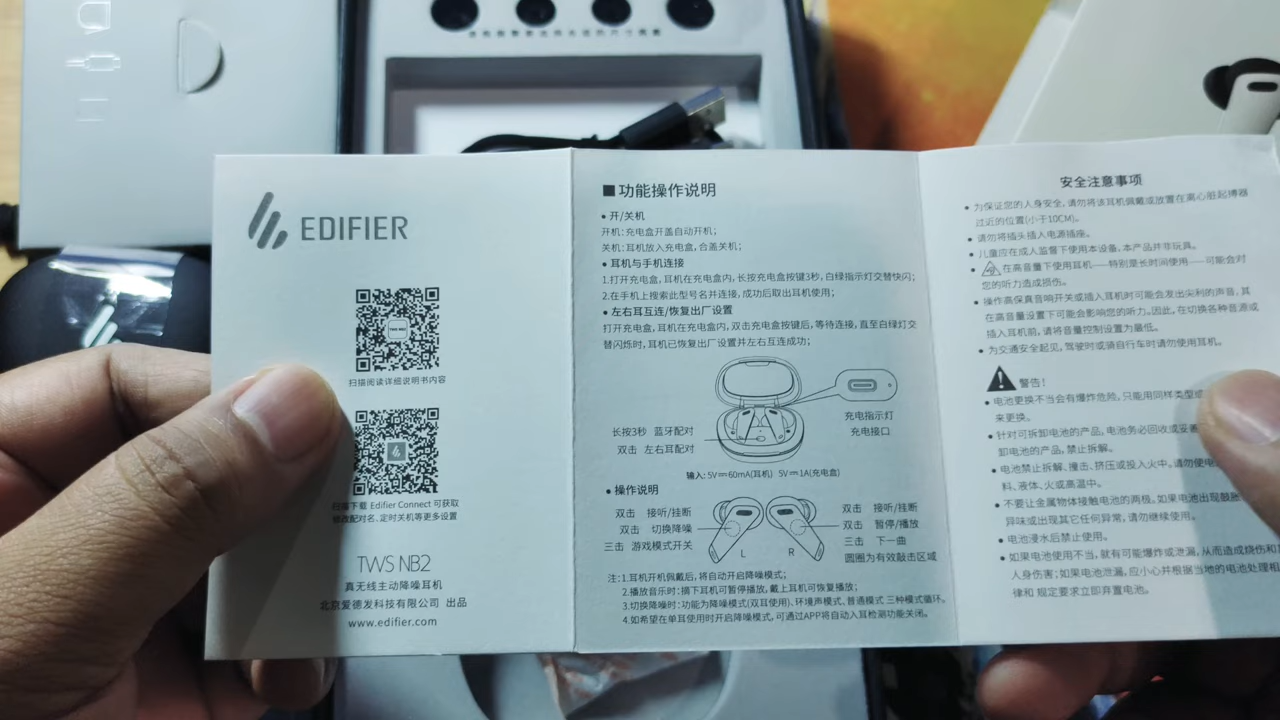 EDIFIER
扫描阅读详细说明书内容
扫描下载 Edifier Connect 可获取
修改配对名、定时关机等更多设置
TWS NB2
真无线主动降噪耳机
北京爱德发科技有限公司 出品
www.edifier.com
■功能操作说明
• 开/关机
开机: 充电盒开盖自动开机;
关机: 耳机放入充电盒, 合盖关机;
• 耳机与手机连接
1.打开充电盒, 耳机在充电盒内, 长按充电盒按键3秒, 白绿指示灯交替快闪;
2.在手机上搜索此型号名并连接, 成功后取出耳机使用;
• 左右耳互连/恢复出厂设置
打开充电盒, 耳机在充电盒内, 双击充电盒按键后, 等待连接, 直至白绿灯交
替闪烁时, 耳机已恢复出厂设置并左右互连成功;
充电指示灯
充电接口
长按3秒 蓝牙配对
双击 左右耳配对
输入: 5V⎓60mA(耳机) 5V⎓1A(充电盒)
• 操作说明
双击 接听/挂断
双击 切换降噪
三击 游戏模式开关
L
R
双击 接听/挂断
双击 暂停/播放
三击 下一曲
圆圈为有效敲击区域
注: 1.耳机开机佩戴后, 将自动开启降噪模式;
2.播放音乐时: 摘下耳机可暂停播放, 戴上耳机可恢复播放;
3.切换降噪时: 功能为降噪模式(双耳使用)、环境声模式、普通模式 三种模式循环。
4.如希望在单耳使用时开启降噪模式, 可通过APP将自动入耳检测功能关闭。
安全注意事项
• 为保证您的人身安全, 请勿将该耳机佩戴或放置在离心脏起搏器
过近的位置(小于10CM)。
• 请勿将插头插入电源插座。
• 儿童应在成人监督下使用本设备, 本产品并非玩具。
• 在高音量下使用耳机——特别是长时间使用——可能会对
您的听力造成损伤。
• 操作高保真音响开关或插入耳机时可能会发出尖利的声音, 其
在高音量设置下可能会影响您的听力。因此, 在切换各种音源或
插入耳机前, 请将音量控制设置为最低。
• 为交通安全起见, 驾驶时或骑自行车时请勿使用耳机。
警告!
• 电池更换不当会有爆炸危险。只能用同样类型或
来更换。
• 针对可拆卸电池的产品, 电池务必回收或妥善
卸电池的产品, 禁止拆解。
• 电池禁止拆解、撞击、挤压或投入火中。请勿使电
料、液体、火或高温中。
• 不要让金属物体接触电池的两极。如果电池出现鼓胀
异味或出现其它任何异常, 请勿继续使用。
• 电池浸水后禁止使用。
• 如果电池使用不当, 就有可能爆炸或泄漏, 从而造成烧伤和
人身伤害; 如果电池泄漏, 应小心并根据当地的电池处理相
律和 规定要求立即弃置电池。